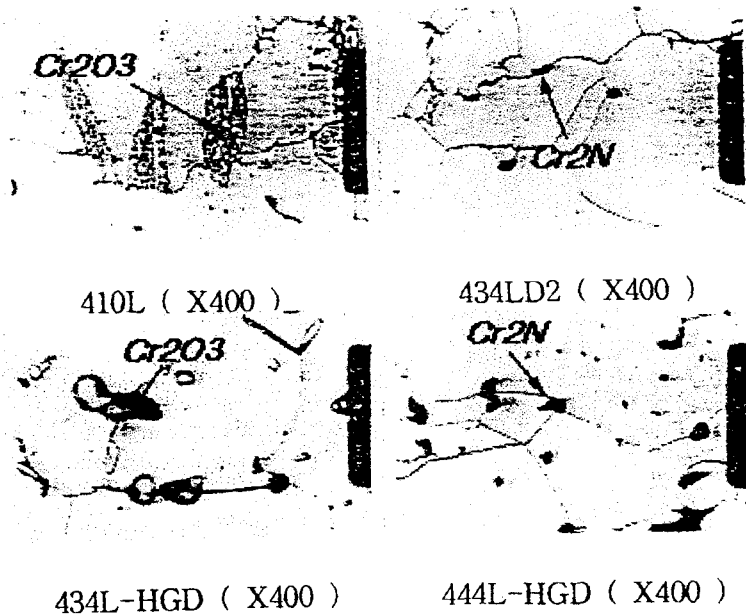 Cr2O3
Cr2N
410L ( X400 )
434LD2 ( X400 )
Cr2O3
Cr2N
434L-HGD ( X400 )
444L-HGD ( X400 )